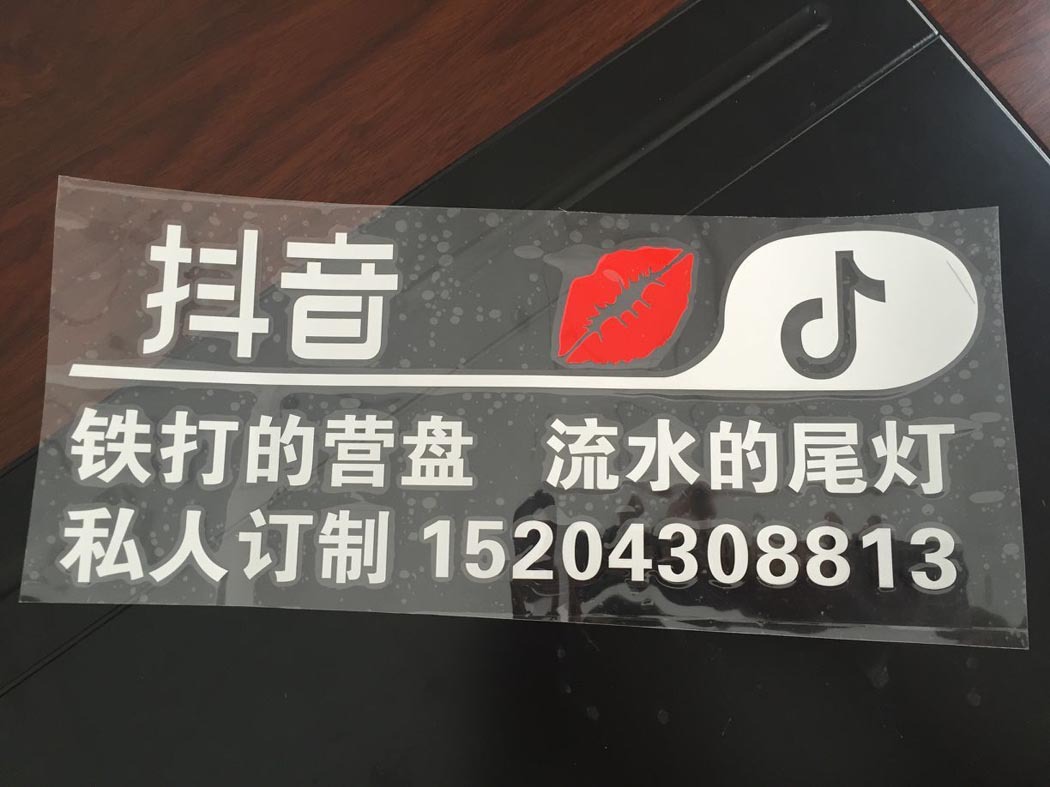 抖音
铁打的营盘 流水的尾灯
私人订制 15204308813